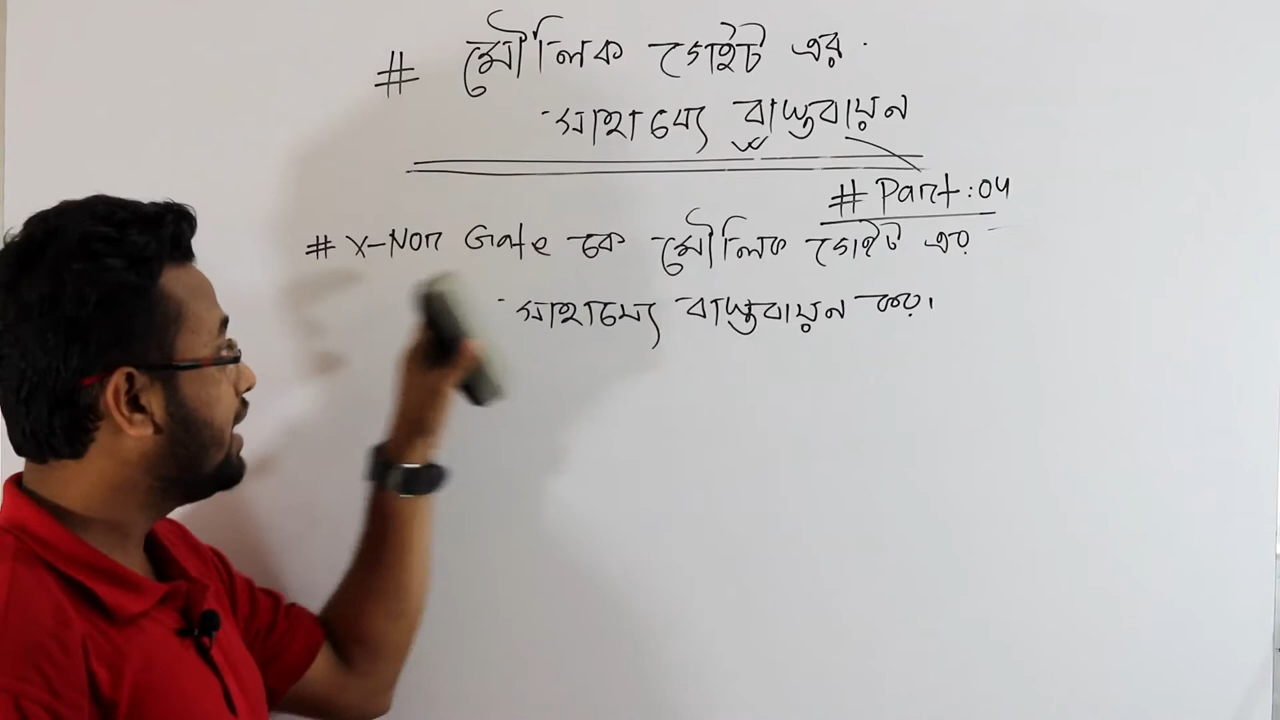 # মৌলিক গেইট এর
সাহায্যে বাস্তবায়ন
# Part:04
# X-Nor Gate কে মৌলিক গেইট এর
সাহায্যে বাস্তবায়ন কর।